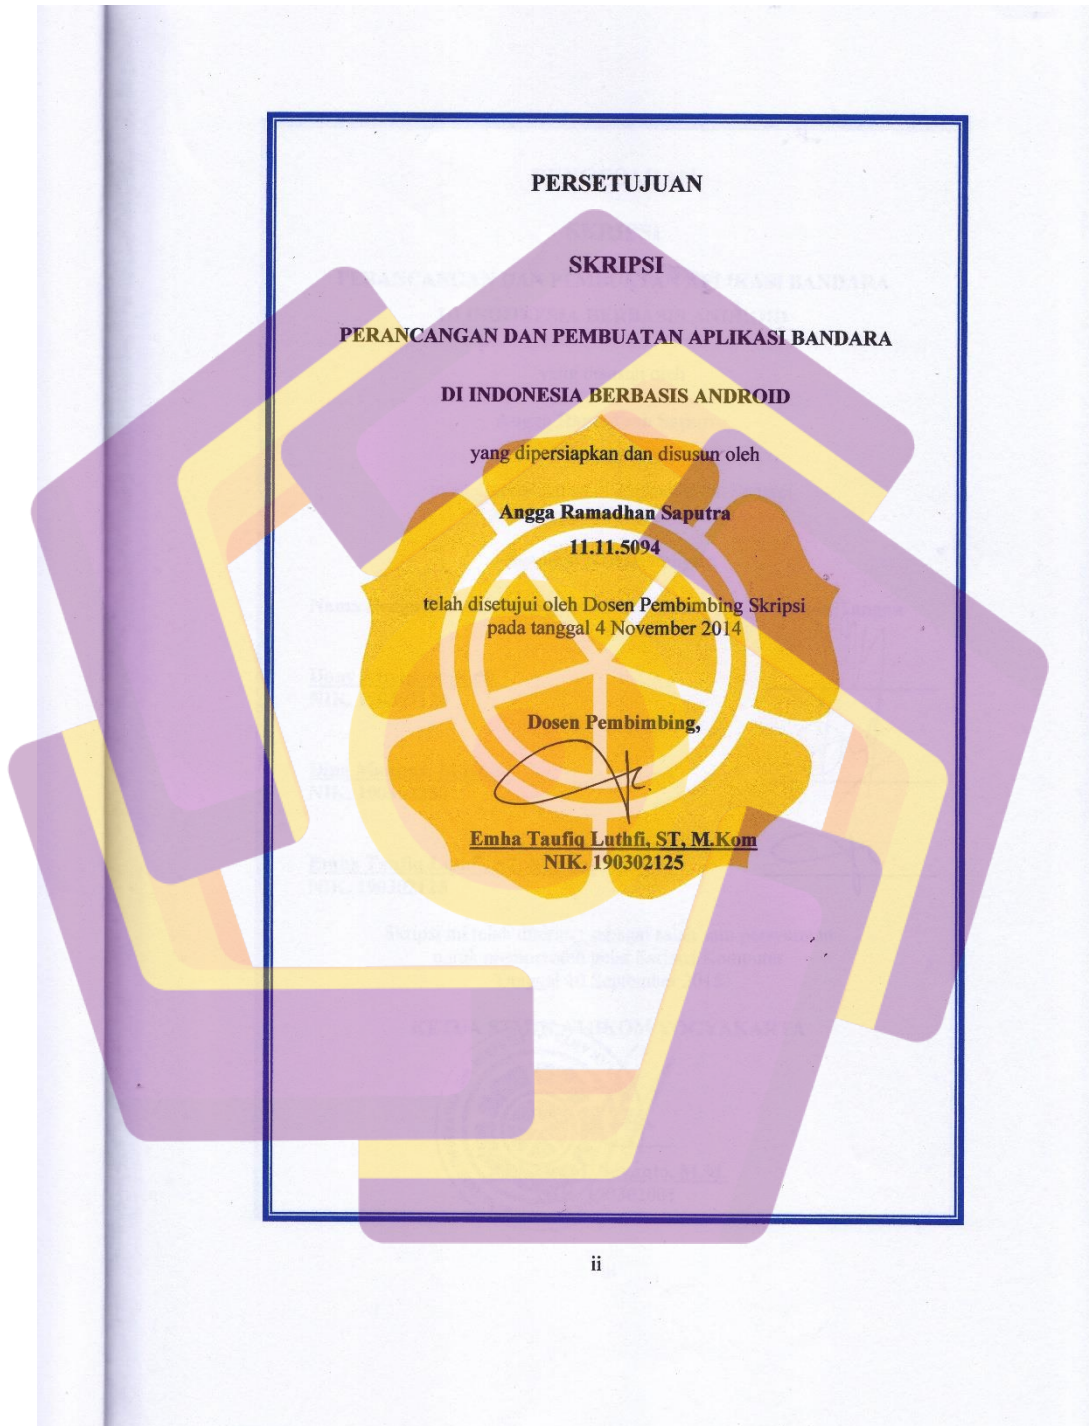 PERSETUJUAN
SKRIPSI
PERANCANGAN DAN PEMBUATAN APLIKASI BANDARA
DI INDONESIA BERBASIS ANDROID
yang dipersiapkan dan disusun oleh
Angga Ramadhan Saputra
11.11.5094
telah disetujui oleh Dosen Pembimbing Skripsi
pada tanggal 4 November 2014
Dosen Pembimbing,
Emha Taufiq Luthfi, ST, M.Kom
NIK. 190302125
ii